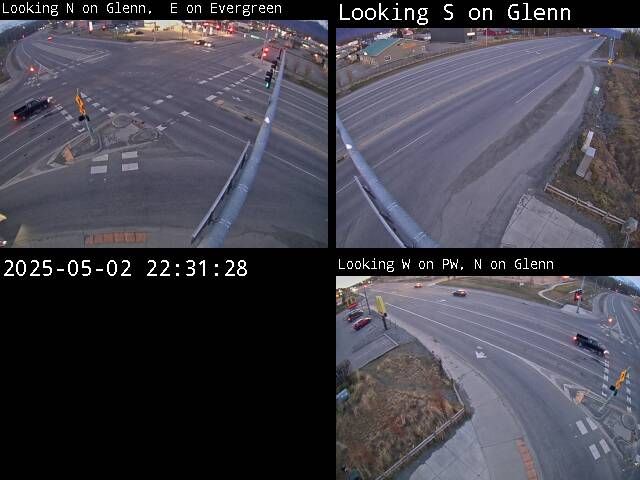 Looking N on Glenn,  E on Evergreen
Looking S on Glenn
2025-05-02 22:31:28
Looking W on PW, N on Glenn